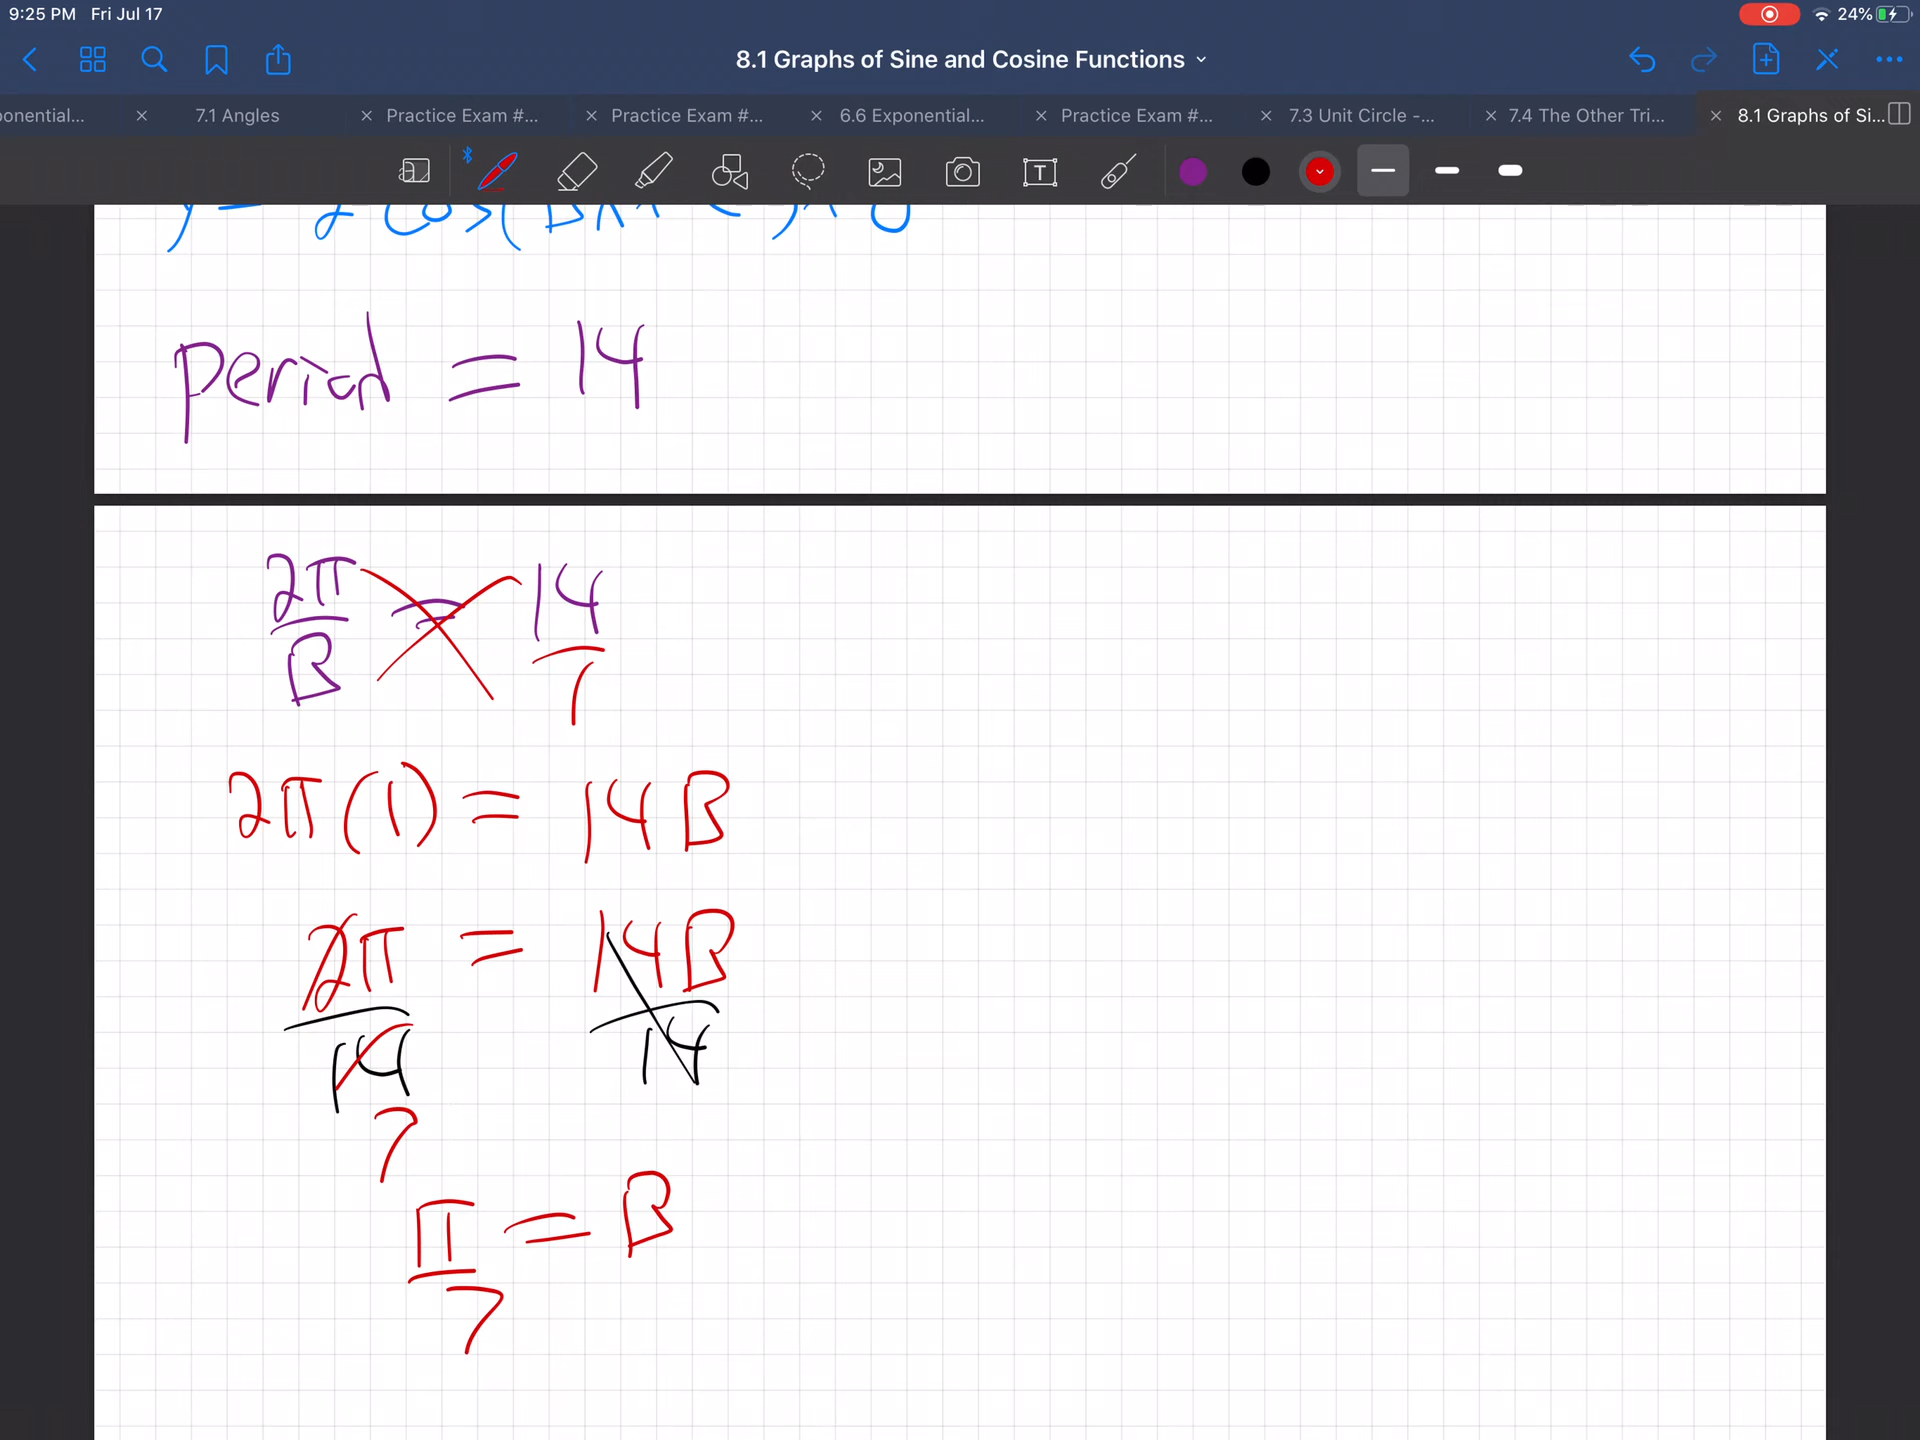 9:25 PM Fri Jul 17
24%
8.1 Graphs of Sine and Cosine Functions
onential...
7.1 Angles
Practice Exam #...
Practice Exam #...
6.6 Exponential...
Practice Exam #...
7.3 Unit Circle -...
7.4 The Other Tri...
8.1 Graphs of Si...
T
Period = 14
2π/B = 14/1
2π(1) = 14B
2π/14 = 14B/14
7
π/7 = B